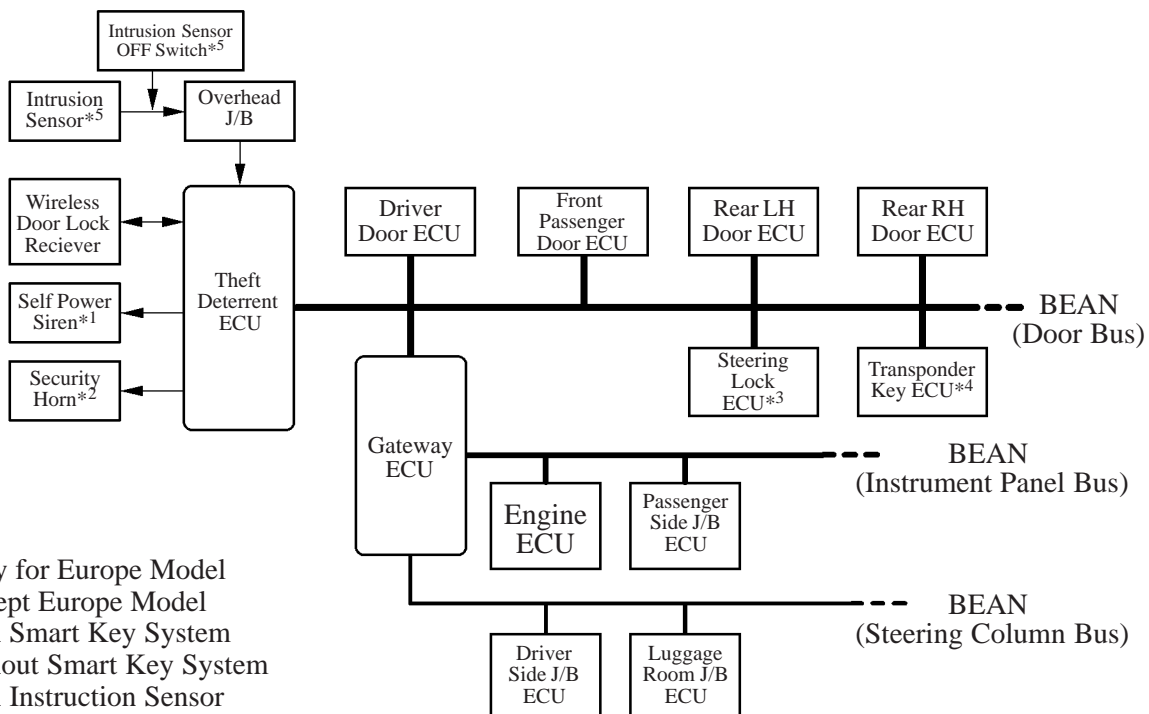 Intrusion Sensor
OFF Switch*5
Intrusion
Sensor*5
Overhead
J/B
Wireless
Door Lock
Reciever
Self Power
Siren*1
Security
Horn*2
Theft
Deterrent
ECU
Driver
Door ECU
Front
Passenger
Door ECU
Rear LH
Door ECU
Rear RH
Door ECU
BEAN
(Door Bus)
Steering
Lock
ECU*3
Transponder
Key ECU*4
Gateway
ECU
BEAN
(Instrument Panel Bus)
Engine
ECU
Passenger
Side J/B
ECU
BEAN
(Steering Column Bus)
Driver
Side J/B
ECU
Luggage
Room J/B
ECU
for Europe Model
Europe Model
Smart Key System
Smart Key System
Instruction Sensor